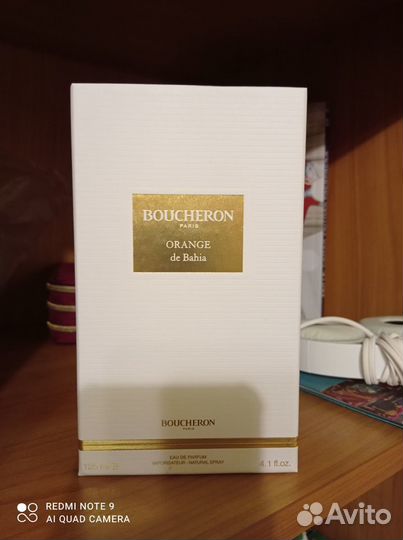 BOUCHERON
PARIS
ORANGE
de Bahia
BOUCHERON
PARIS
EAU DE PARFUM
VAPORISATEUR - NATURAL SPRAY
4.1 fl.oz.
REDMI NOTE 9
AI QUAD CAMERA
Avito